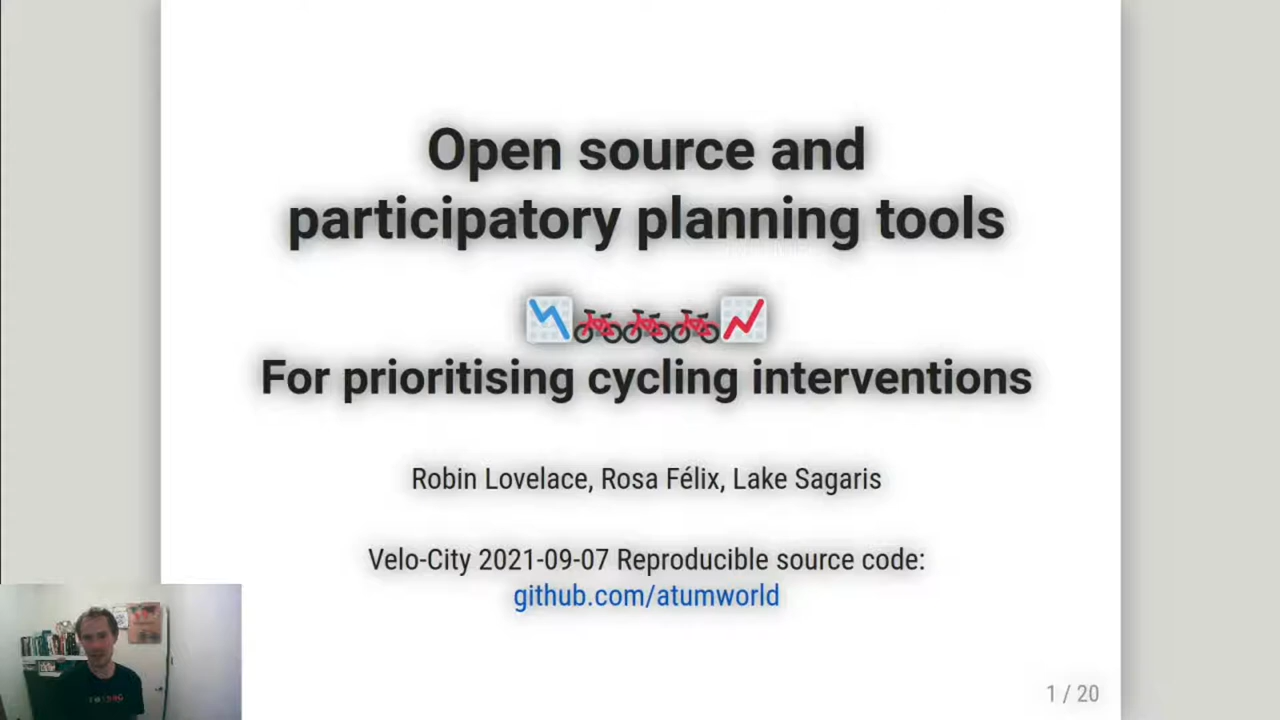 Open source and
participatory planning tools
For prioritising cycling interventions
Robin Lovelace, Rosa Félix, Lake Sagaris
Velo-City 2021-09-07 Reproducible source code:
github.com/atumworld
1 / 20